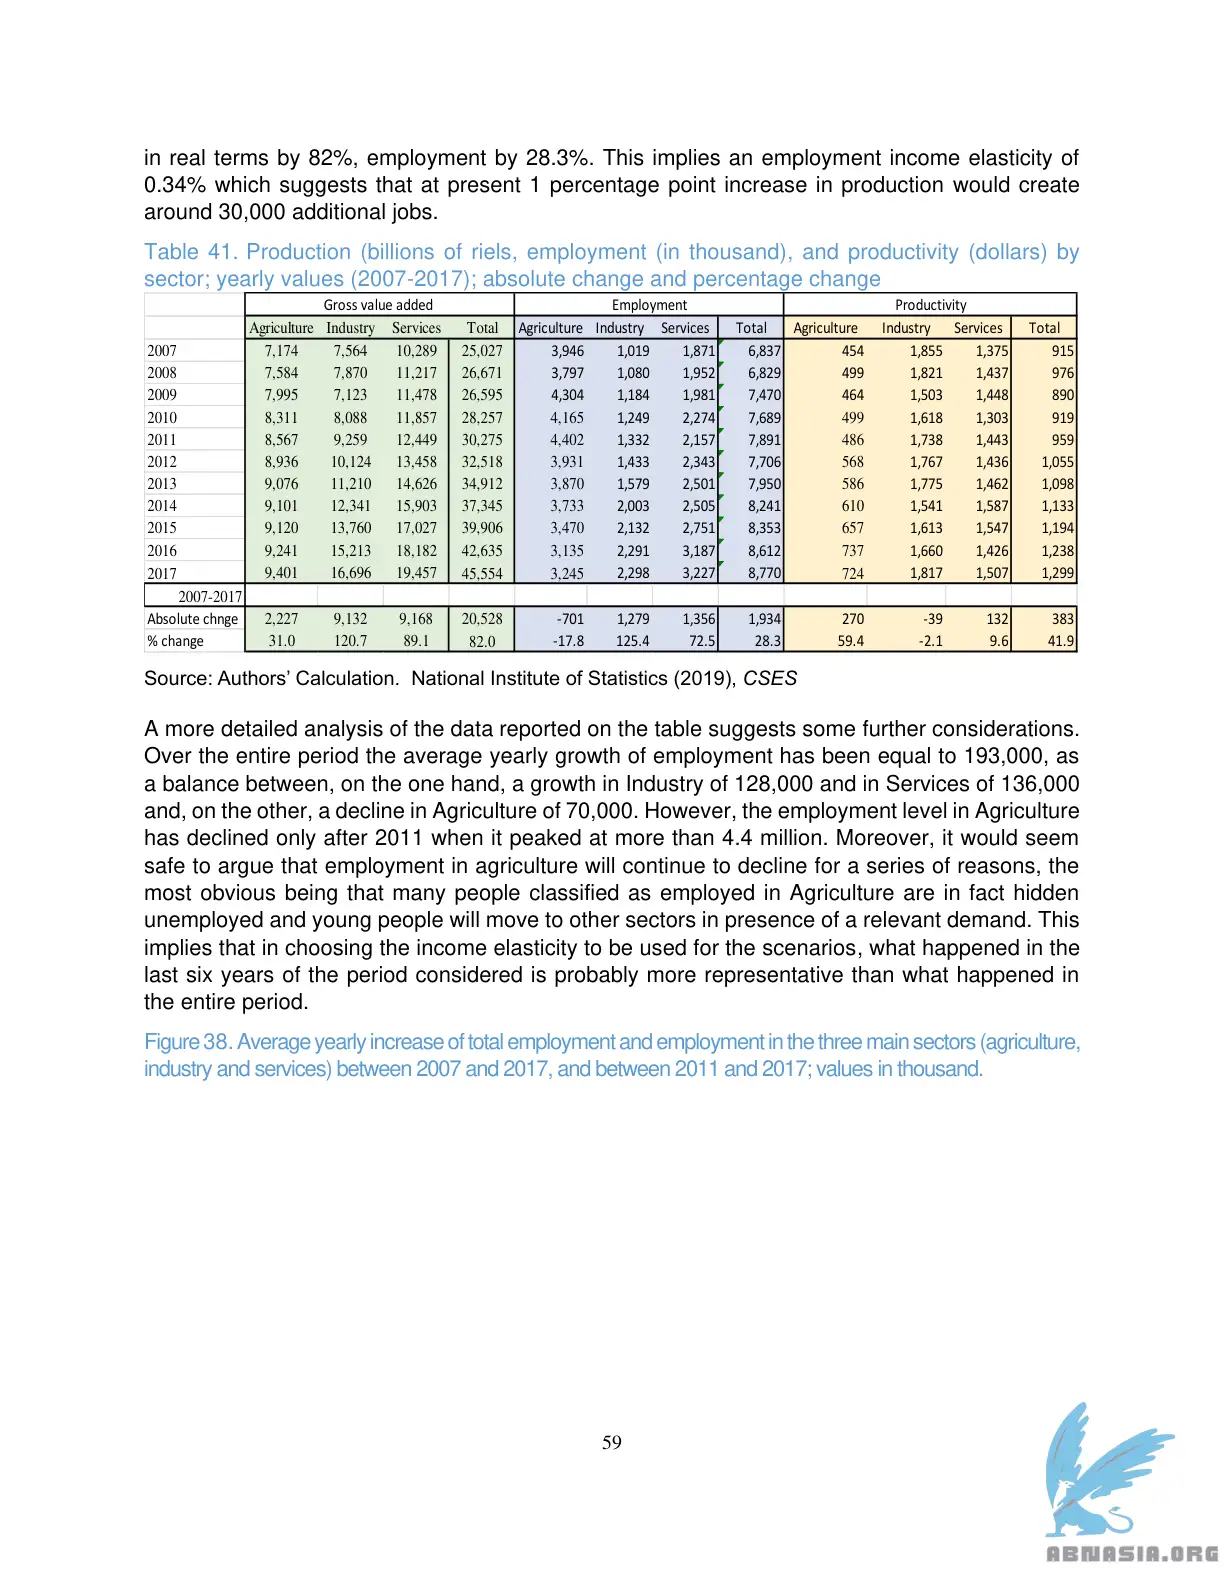 in real terms by 82%, employment by 28.3%. This implies an employment income elasticity of
0.34% which suggests that at present 1 percentage point increase in production would create
around 30,000 additional jobs.
Table 41. Production (billions of riels, employment (in thousand), and productivity (dollars) by
sector; yearly values (2007-2017); absolute change and percentage change
Gross value added Employment Productivity
Agriculture Industry Services Total Agriculture Industry Services Total Agriculture Industry Services Total
2007 7,174 7,564 10,289 25,027 3,946 1,019 1,871 6,837 454 1,855 1,375 915
2008 7,584 7,870 11,217 26,671 3,797 1,080 1,952 6,829 499 1,821 1,437 976
2009 7,995 7,123 11,478 26,595 4,304 1,184 1,981 7,470 464 1,503 1,448 890
2010 8,311 8,088 11,857 28,257 4,165 1,249 2,274 7,689 499 1,618 1,303 919
2011 8,567 9,259 12,449 30,275 4,402 1,332 2,157 7,891 486 1,738 1,443 959
2012 8,936 10,124 13,458 32,518 3,931 1,433 2,343 7,706 568 1,767 1,436 1,055
2013 9,076 11,210 14,626 34,912 3,870 1,579 2,501 7,950 586 1,775 1,462 1,098
2014 9,101 12,341 15,903 37,345 3,733 2,003 2,505 8,241 610 1,541 1,587 1,133
2015 9,120 13,760 17,027 39,906 3,470 2,132 2,751 8,353 657 1,613 1,547 1,194
2016 9,241 15,213 18,182 42,635 3,135 2,291 3,187 8,612 737 1,660 1,426 1,238
2017 9,401 16,696 19,457 45,554 3,245 2,298 3,227 8,770 724 1,817 1,507 1,299
2007-2017
Absolute chnge 2,227 9,132 9,168 20,528 -701 1,279 1,356 1,934 270 -39 132 383
% change 31.0 120.7 89.1 82.0 -17.8 125.4 72.5 28.3 59.4 -2.1 9.6 41.9
Source: Authors’ Calculation.  National Institute of Statistics (2019), CSES
A more detailed analysis of the data reported on the table suggests some further considerations.
Over the entire period the average yearly growth of employment has been equal to 193,000, as
a balance between, on the one hand, a growth in Industry of 128,000 and in Services of 136,000
and, on the other, a decline in Agriculture of 70,000. However, the employment level in Agriculture
has declined only after 2011 when it peaked at more than 4.4 million. Moreover, it would seem
safe to argue that employment in agriculture will continue to decline for a series of reasons, the
most obvious being that many people classified as employed in Agriculture are in fact hidden
unemployed and young people will move to other sectors in presence of a relevant demand. This
implies that in choosing the income elasticity to be used for the scenarios, what happened in the
last six years of the period considered is probably more representative than what happened in
the entire period.
Figure 38. Average yearly increase of total employment and employment in the three main sectors (agriculture,
industry and services) between 2007 and 2017, and between 2011 and 2017; values in thousand.
59
ABNASIA.ORG